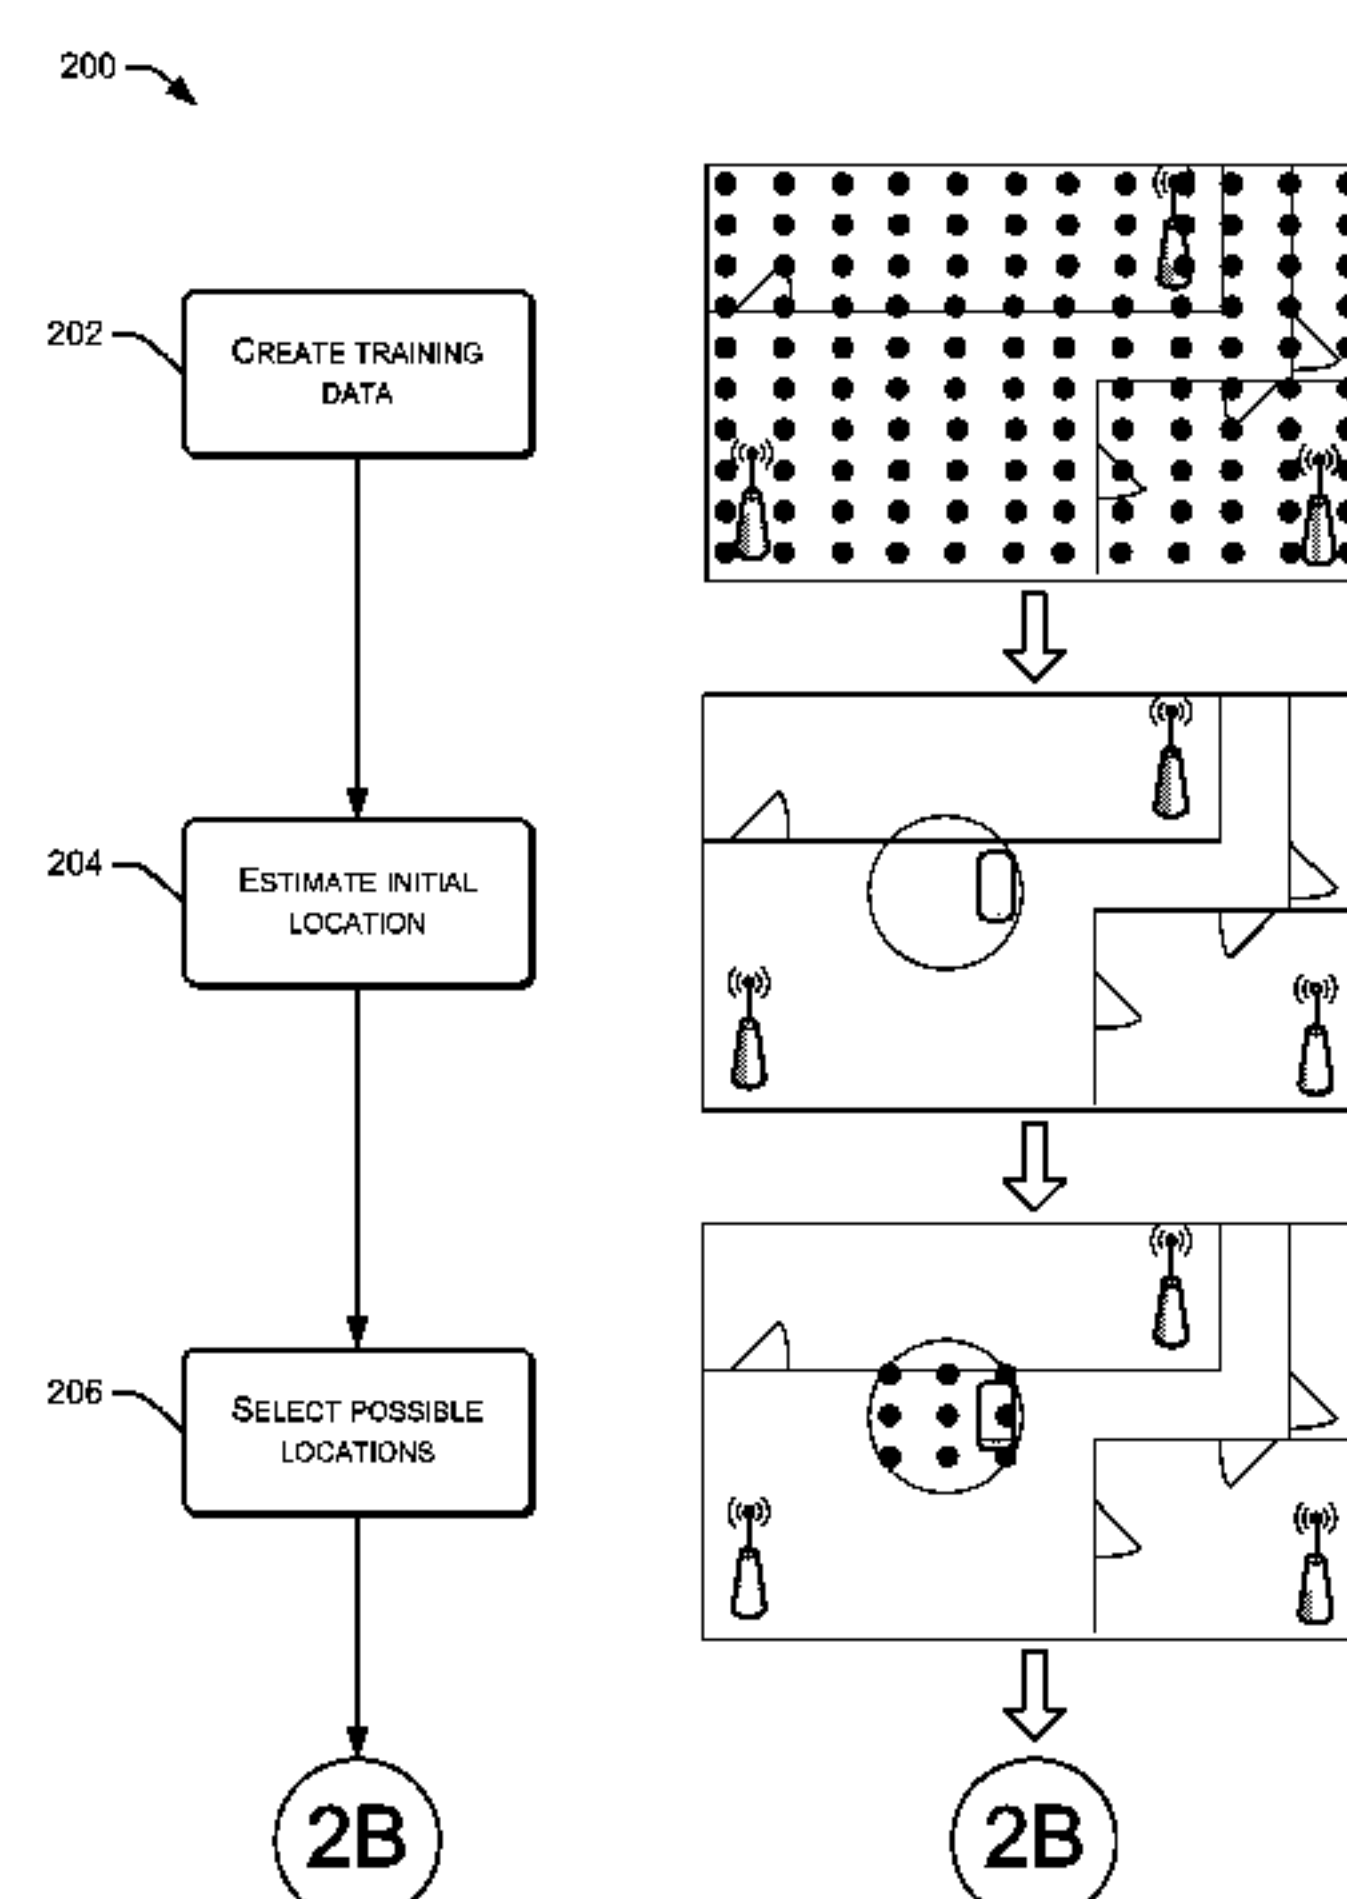 200
202
CREATE TRAINING
DATA
204
ESTIMATE INITIAL
LOCATION
206
SELECT POSSIBLE
LOCATIONS
2B
2B